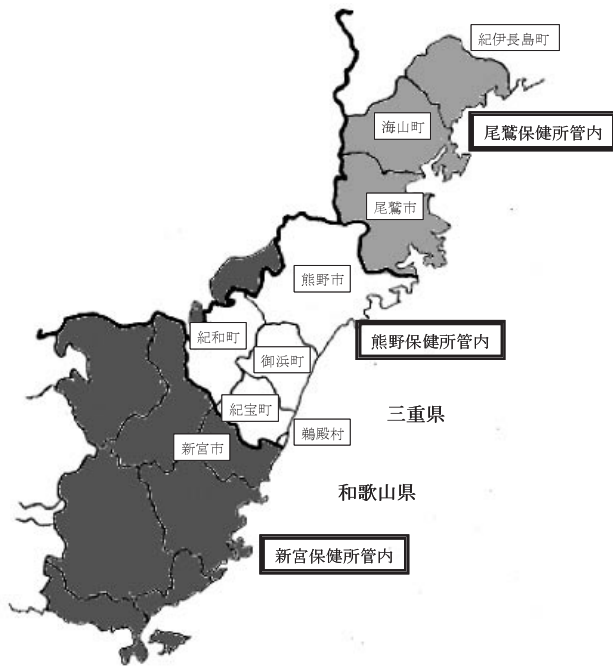 紀伊長島町
海山町
尾鷲保健所管内
尾鷲市
熊野市
紀和町
熊野保健所管内
御浜町
紀宝町
三重県
鵜殿村
新宮市
和歌山県
新宮保健所管内